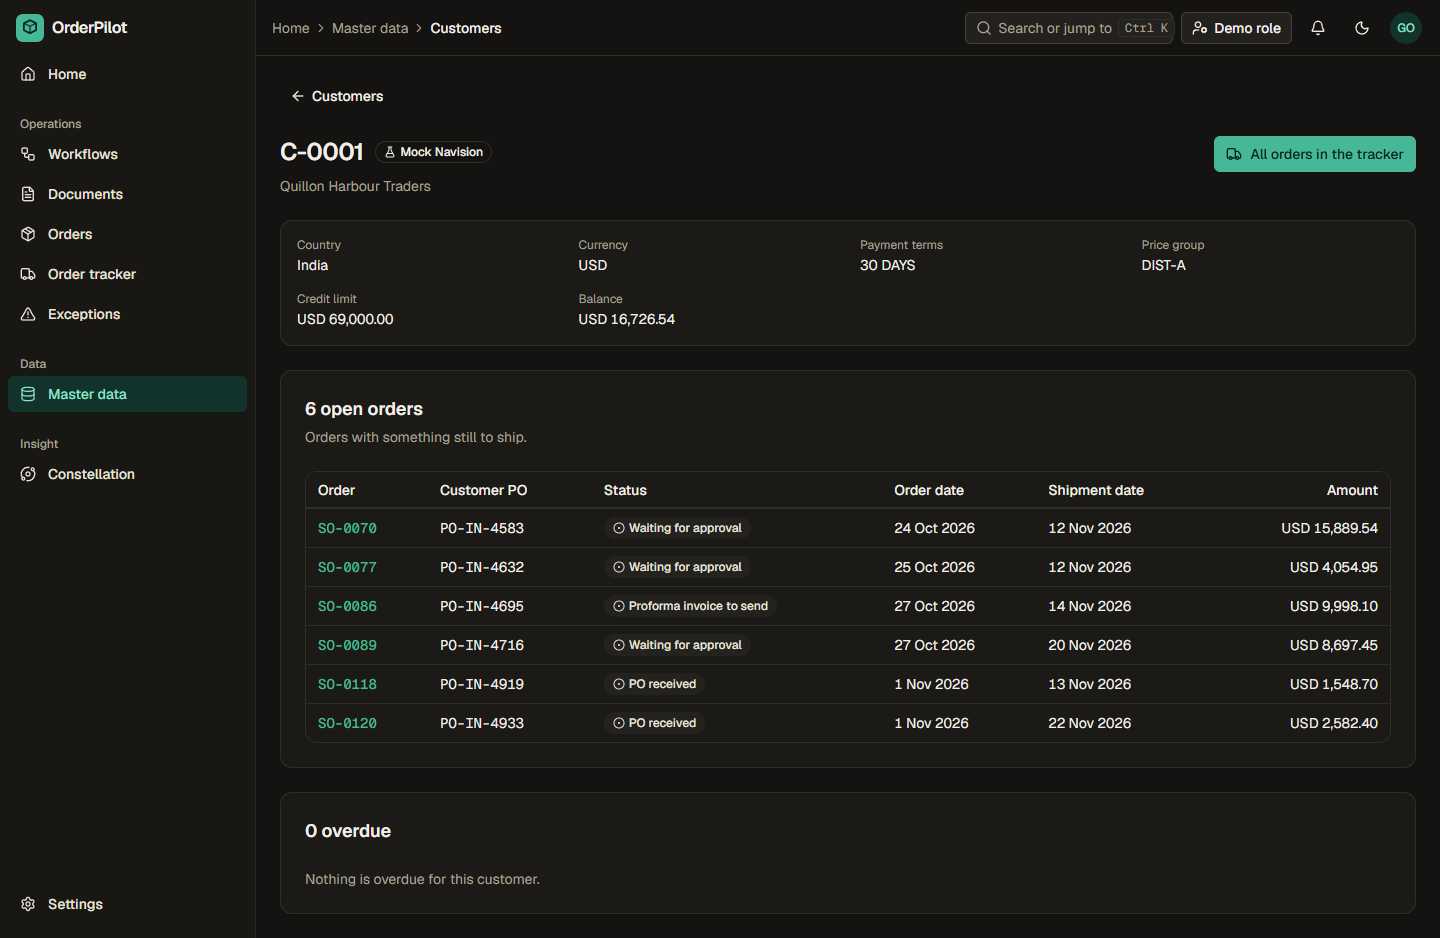 OrderPilot
Home > Master data > Customers
Search or jump to Ctrl K
Demo role
GO
Home
Operations
Workflows
Documents
Orders
Order tracker
Exceptions
Data
Master data
Insight
Constellation
Settings
← Customers
C-0001 Mock Navision
All orders in the tracker
Quillon Harbour Traders
Country Currency Payment terms Price group
India USD 30 DAYS DIST-A
Credit limit Balance
USD 69,000.00 USD 16,726.54
6 open orders
Orders with something still to ship.
Order Customer PO Status Order date Shipment date Amount
SO-0070 PO-IN-4583 Waiting for approval 24 Oct 2026 12 Nov 2026 USD 15,889.54
SO-0077 PO-IN-4632 Waiting for approval 25 Oct 2026 12 Nov 2026 USD 4,054.95
SO-0086 PO-IN-4695 Proforma invoice to send 27 Oct 2026 14 Nov 2026 USD 9,998.10
SO-0089 PO-IN-4716 Waiting for approval 27 Oct 2026 20 Nov 2026 USD 8,697.45
SO-0118 PO-IN-4919 PO received 1 Nov 2026 13 Nov 2026 USD 1,548.70
SO-0120 PO-IN-4933 PO received 1 Nov 2026 22 Nov 2026 USD 2,582.40
0 overdue
Nothing is overdue for this customer.